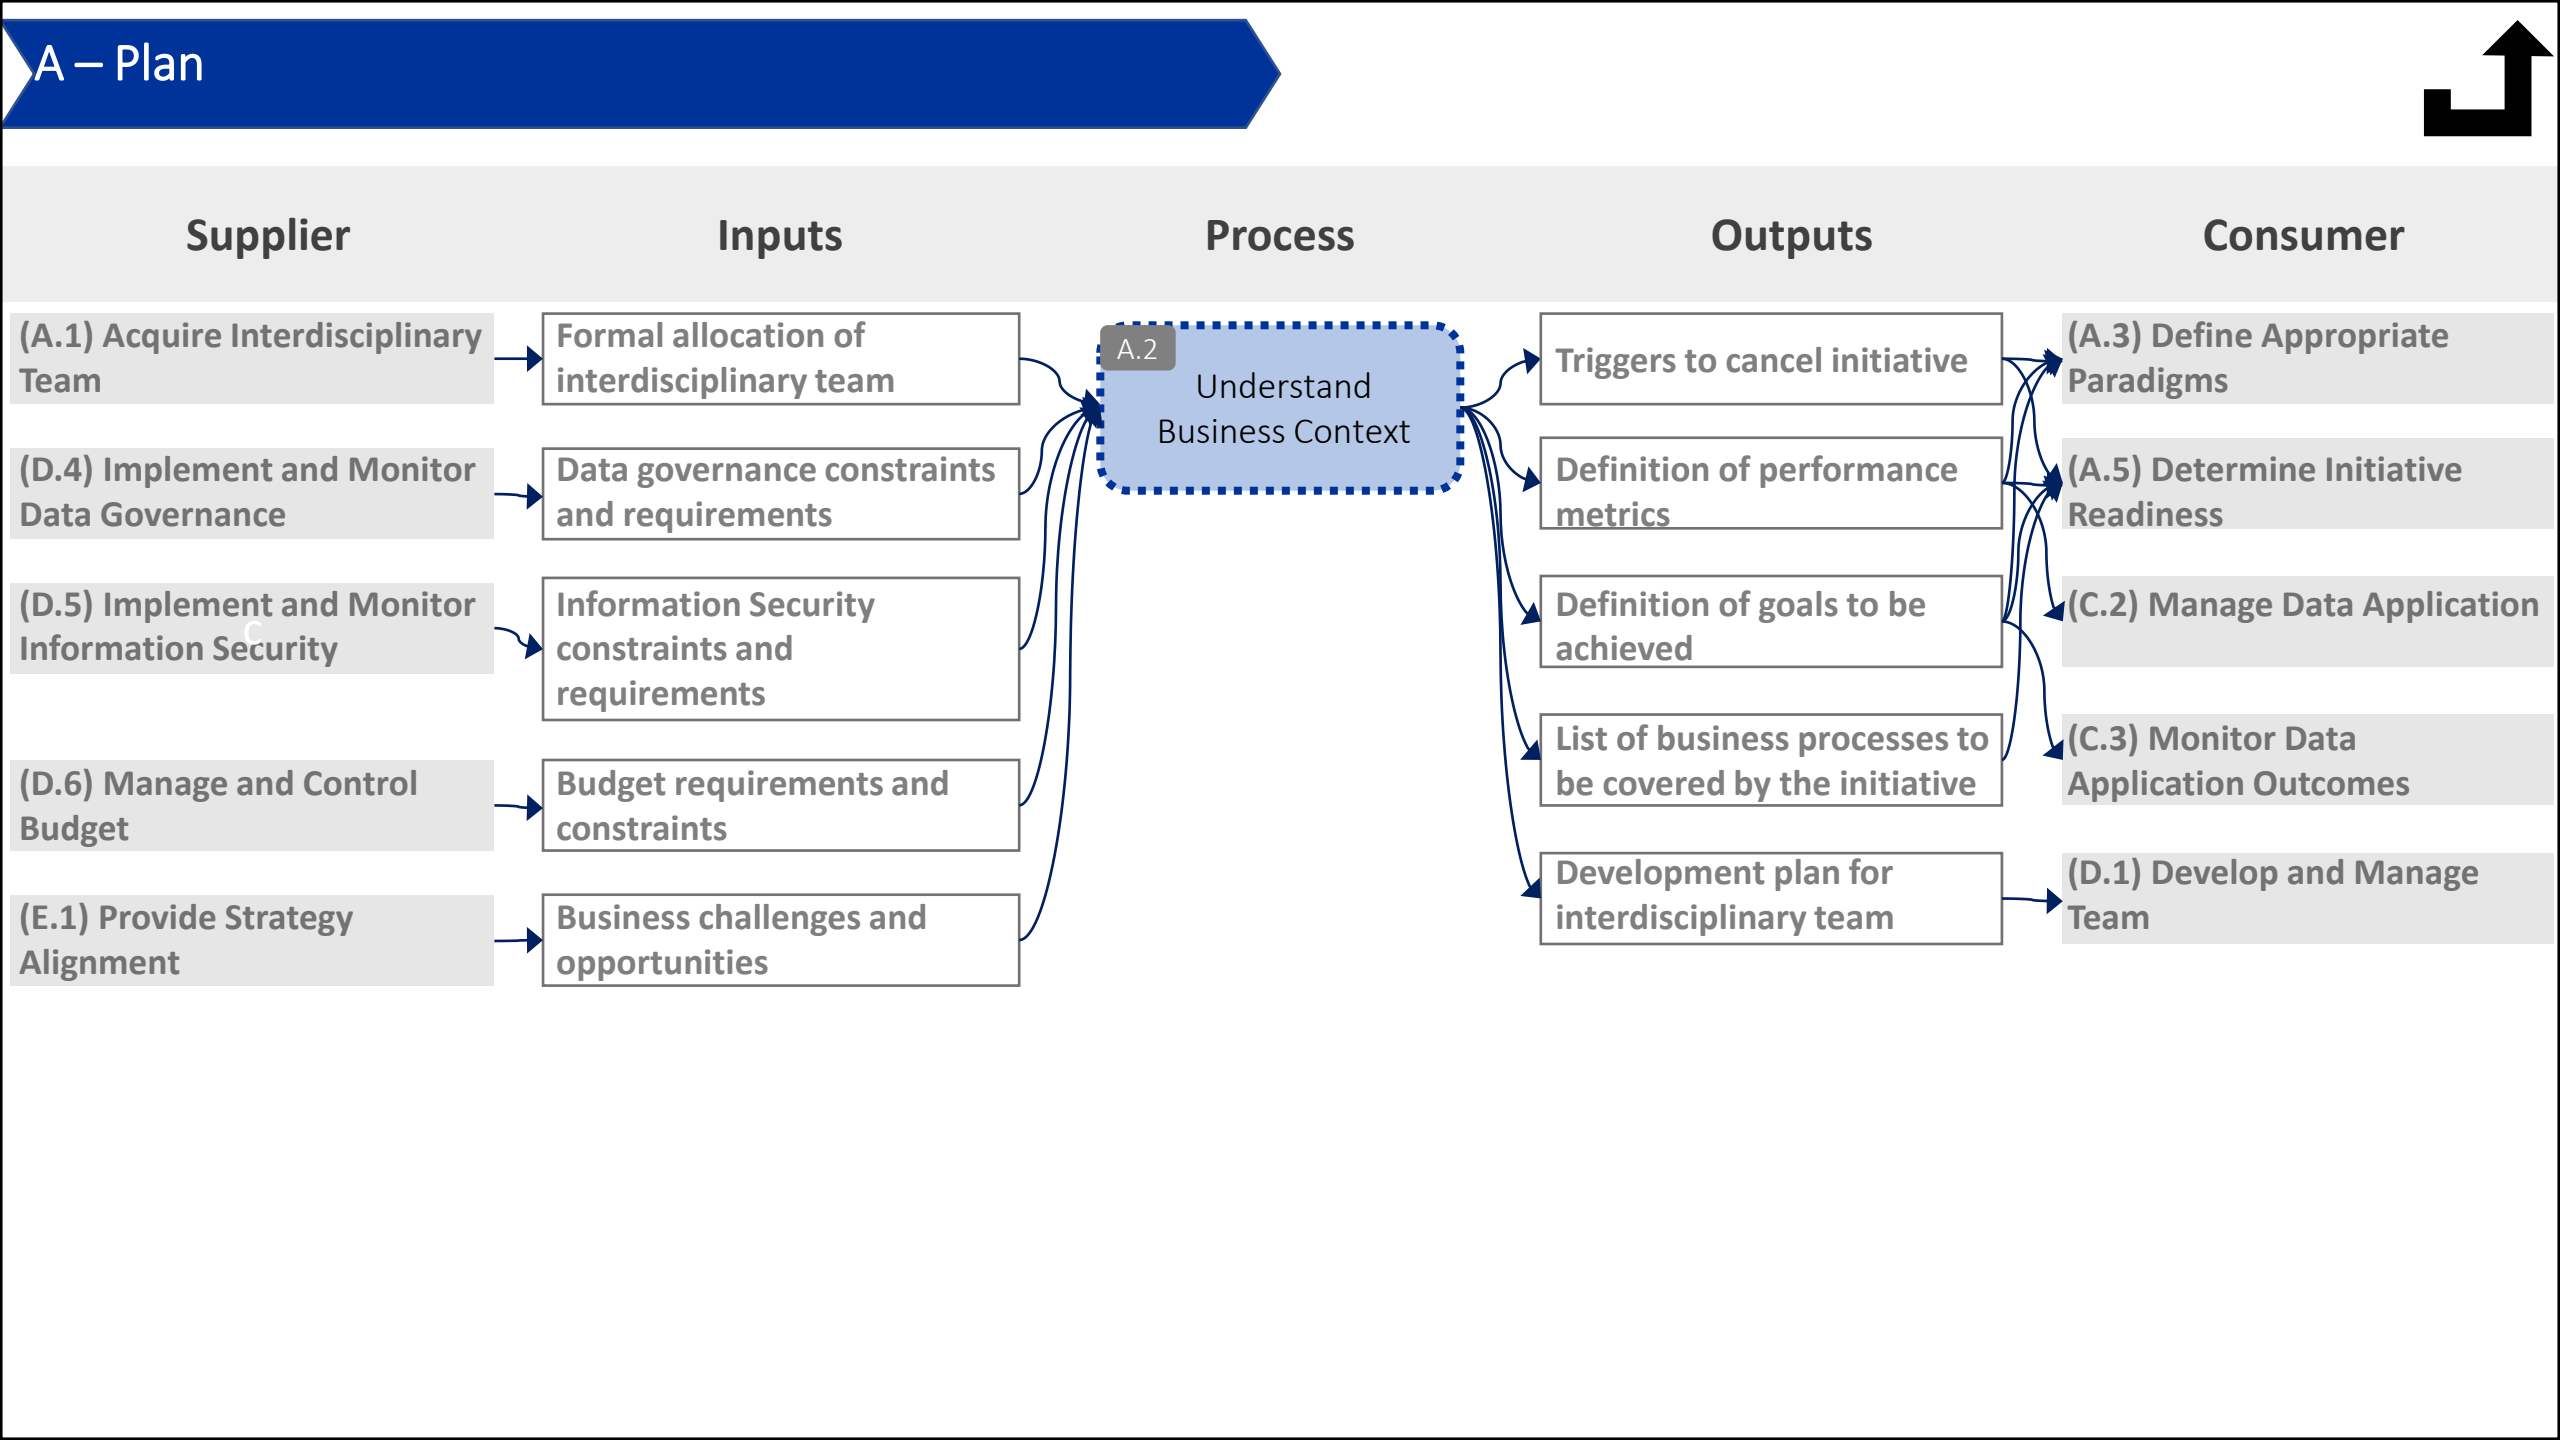 A – Plan
Supplier
Inputs
Process
Outputs
Consumer
(A.1) Acquire Interdisciplinary
Team
Formal allocation of
interdisciplinary team
A.2
Understand
Business Context
Triggers to cancel initiative
(A.3) Define Appropriate
Paradigms
(D.4) Implement and Monitor
Data Governance
Data governance constraints
and requirements
Definition of performance
metrics
(A.5) Determine Initiative
Readiness
(D.5) Implement and Monitor
Information Security
C
Information Security
constraints and
requirements
Definition of goals to be
achieved
(C.2) Manage Data Application
(D.6) Manage and Control
Budget
Budget requirements and
constraints
List of business processes to
be covered by the initiative
(C.3) Monitor Data
Application Outcomes
(E.1) Provide Strategy
Alignment
Business challenges and
opportunities
Development plan for
interdisciplinary team
(D.1) Develop and Manage
Team